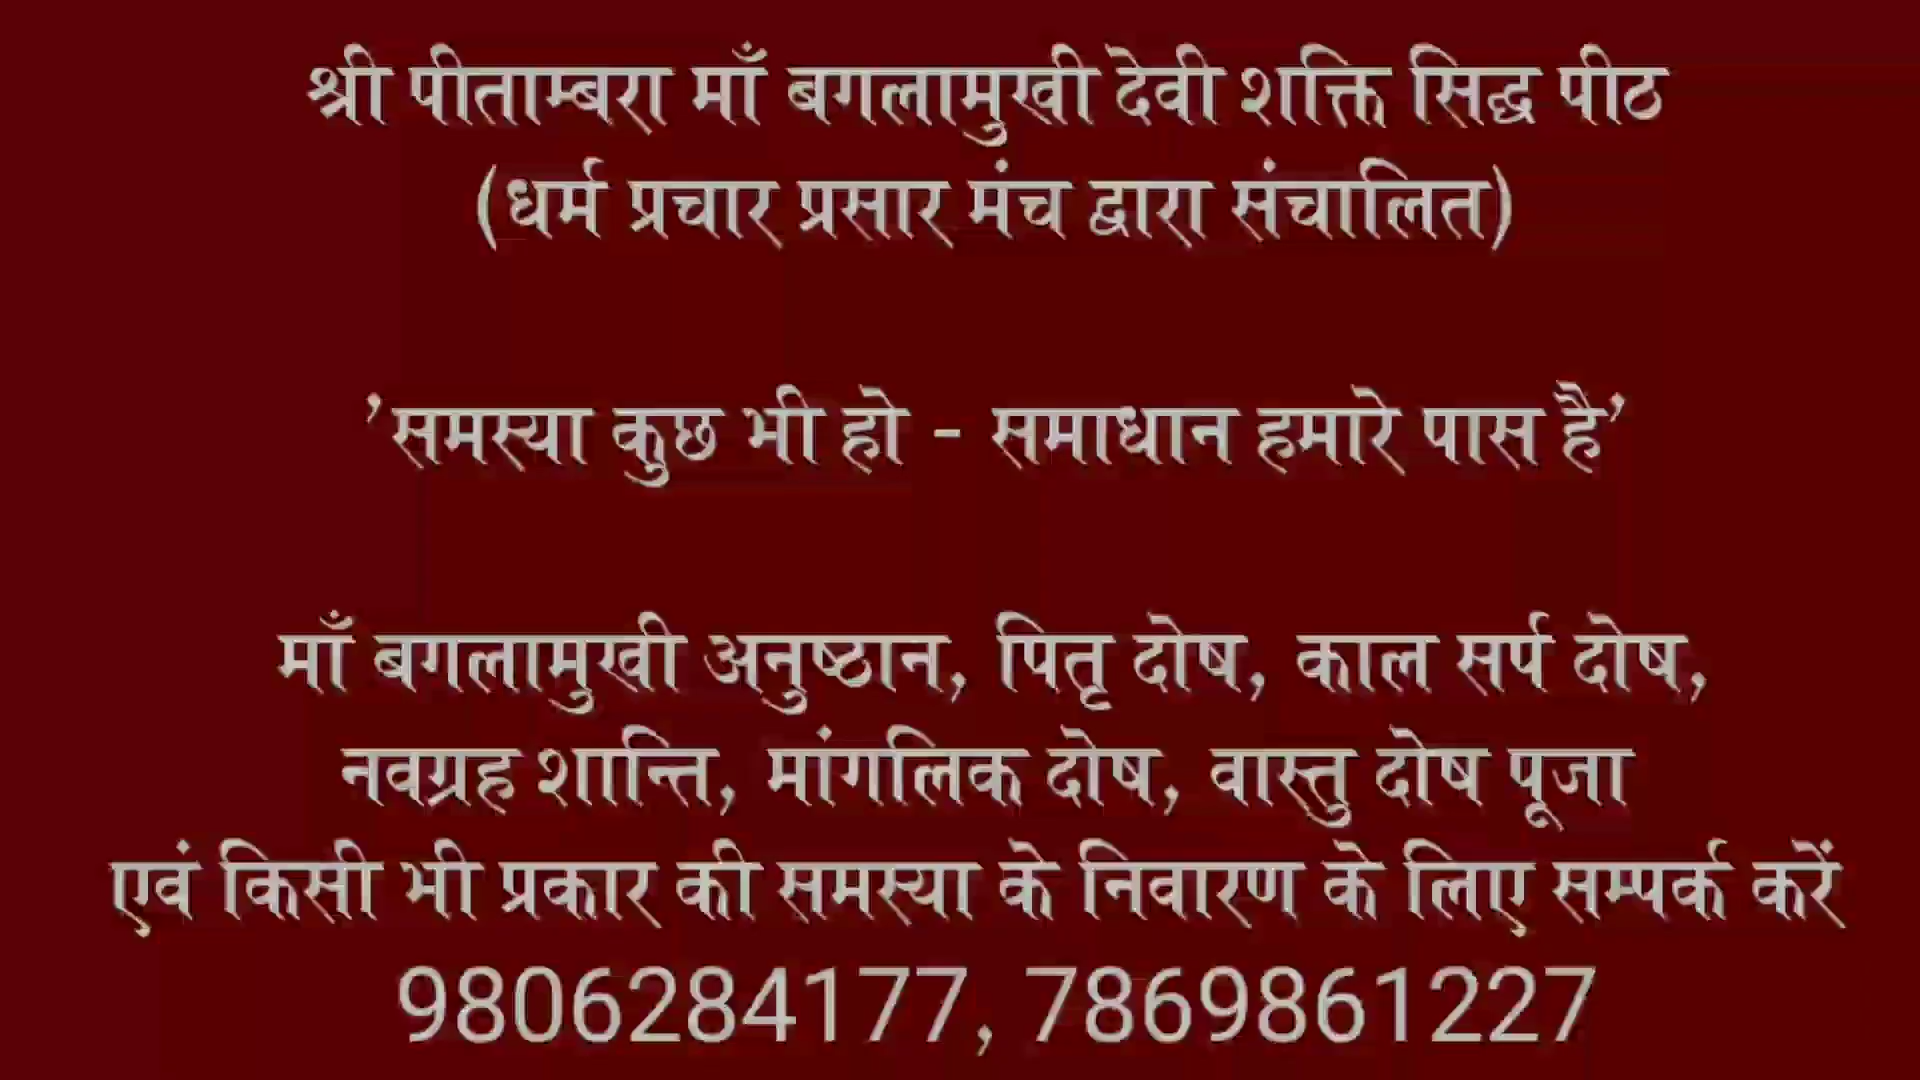 श्री पीताम्बरा माँ बगलामुखी देवी शक्ति सिद्ध पीठ
(धर्म प्रचार प्रसार मंच द्वारा संचालित)
’समस्या कुछ भी हो - समाधान हमारे पास है’
माँ बगलामुखी अनुष्ठान, पितृ दोष, काल सर्प दोष,
नवग्रह शान्ति, मांगलिक दोष, वास्तु दोष पूजा
एवं किसी भी प्रकार की समस्या के निवारण के लिए सम्पर्क करें
9806284177, 7869861227